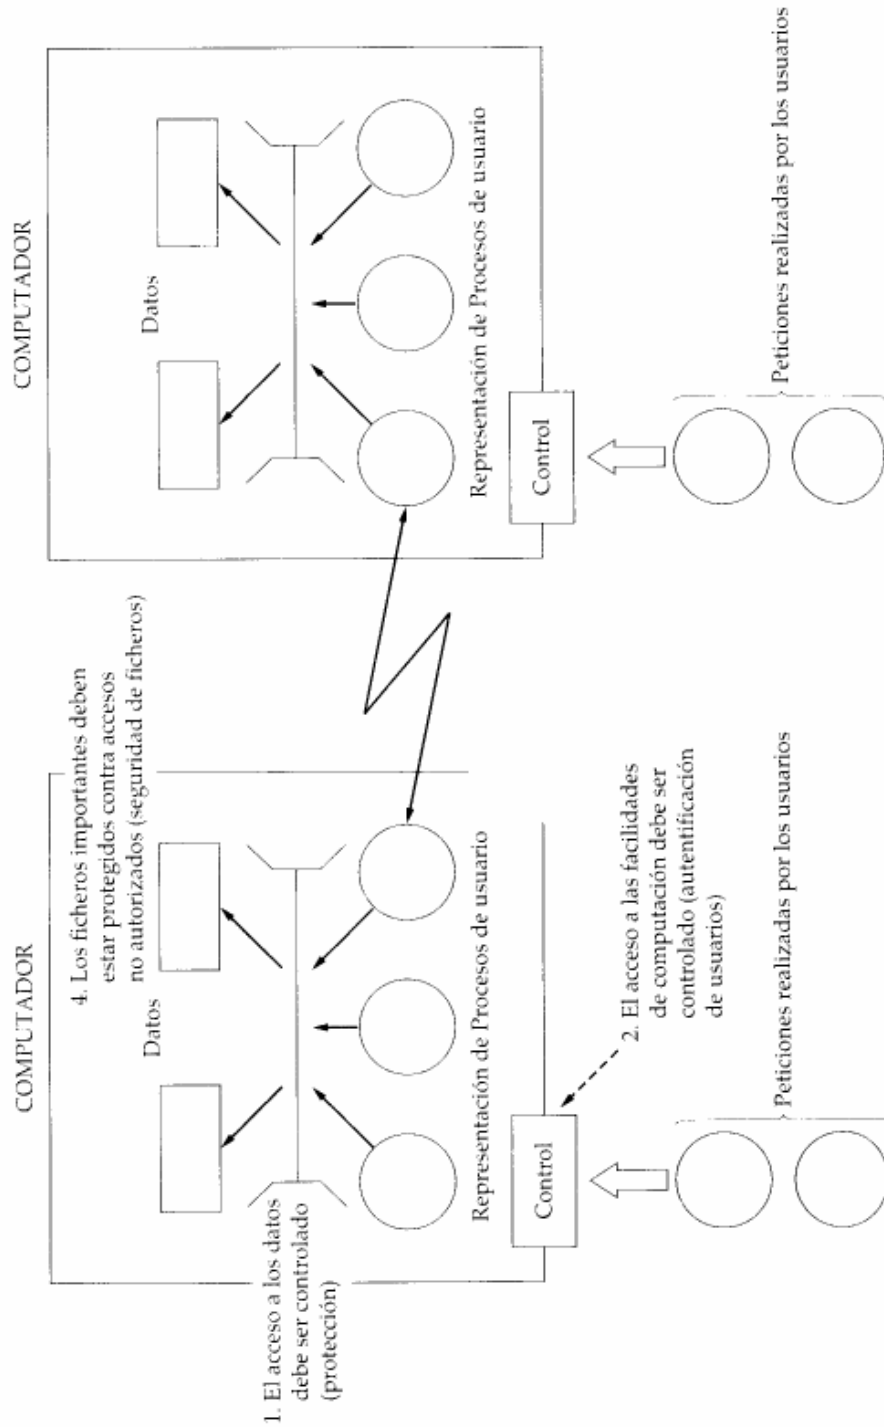 COMPUTADOR
4. Los ficheros importantes deben
estar protegidos contra accesos
no autorizados (seguridad de ficheros)
Datos
1. El acceso a los datos
debe ser controlado
(protección)
Representación de Procesos de usuario
Control
2. El acceso a las facilidades
de computación debe ser
controlado (autentificación
de usuarios)
Peticiones realizadas por los usuarios
COMPUTADOR
Datos
Representación de Procesos de usuario
Control
Peticiones realizadas por los usuarios